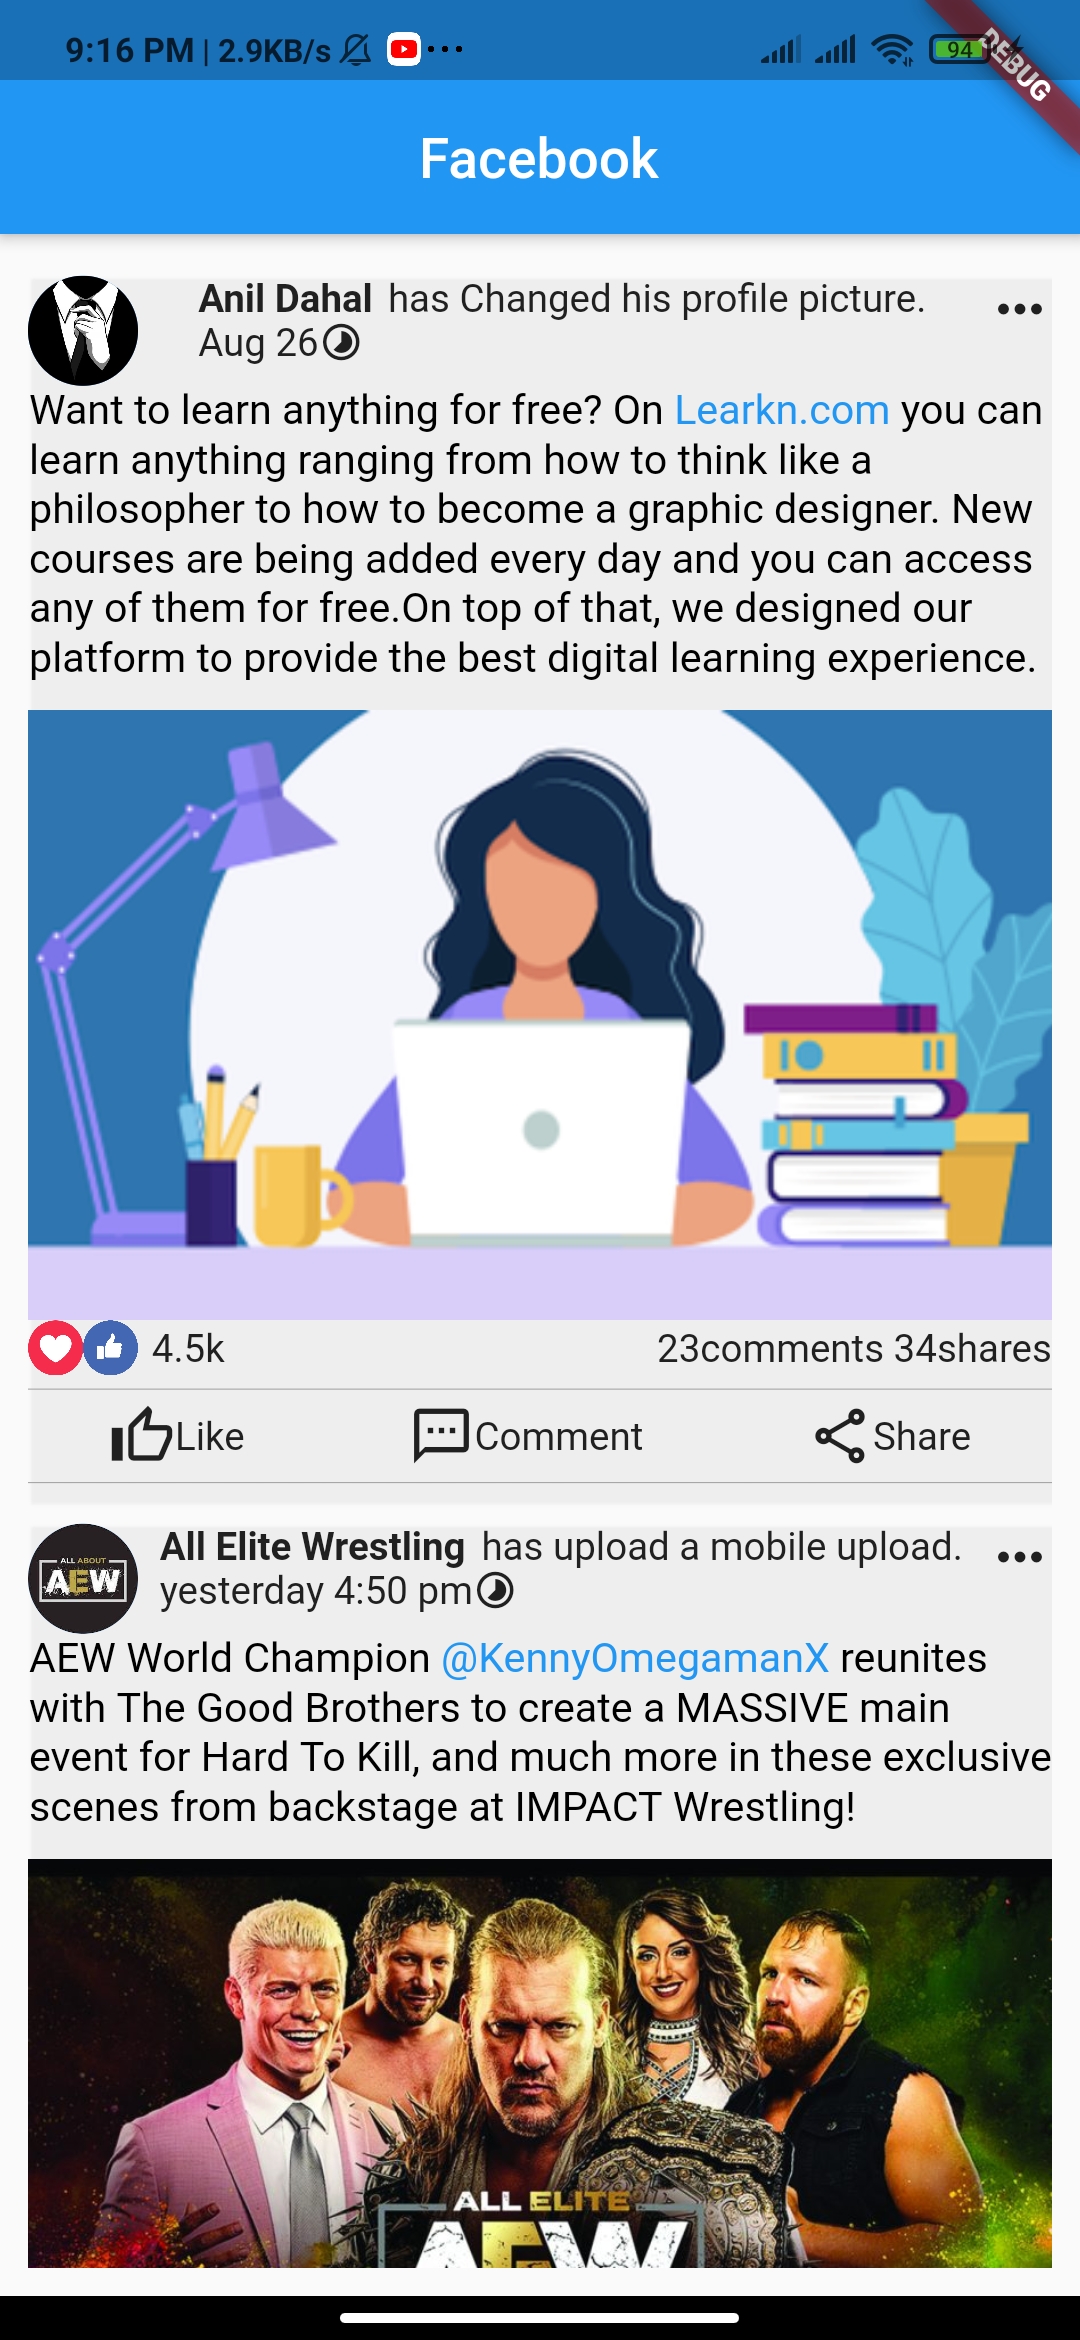 9:16 PM | 2.9KB/s
94
DEBUG
Facebook
Anil Dahal has Changed his profile picture.
Aug 26
Want to learn anything for free? On Learkn.com you can
learn anything ranging from how to think like a
philosopher to how to become a graphic designer. New
courses are being added every day and you can access
any of them for free.On top of that, we designed our
platform to provide the best digital learning experience.
4.5k
23comments 34shares
Like
Comment
Share
ALL ABOUT
AEW
All Elite Wrestling has upload a mobile upload.
yesterday 4:50 pm
AEW World Champion @KennyOmegamanX reunites
with The Good Brothers to create a MASSIVE main
event for Hard To Kill, and much more in these exclusive
scenes from backstage at IMPACT Wrestling!
ALL ELITE
AEW